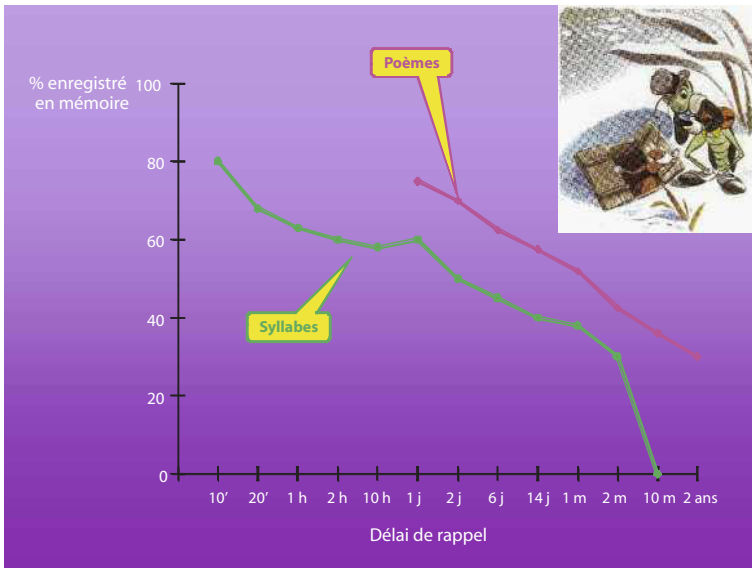 % enregistré
en mémoire
100
80
60
40
20
0
Poèmes
Syllabes
10’ 20’ 1 h 2 h 10 h 1 j 2 j 6 j 14 j 1 m 2 m 10 m 2 ans
Délai de rappel